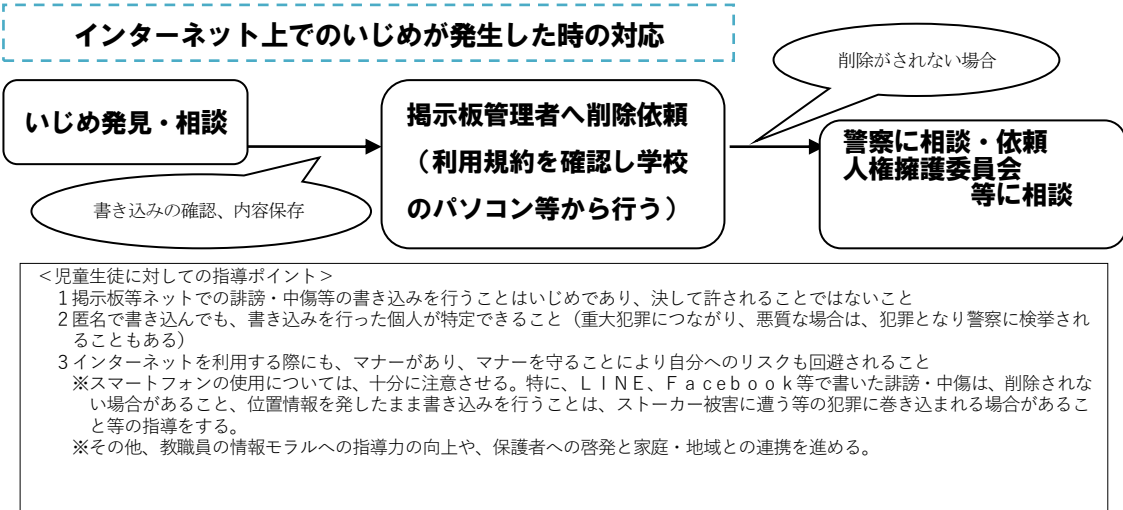 インターネット上でのいじめが発生した時の対応
削除がされない場合
いじめ発見・相談
掲示板管理者へ削除依頼
（利用規約を確認し学校
のパソコン等から行う）
警察に相談・依頼
人権擁護委員会
等に相談
書き込みの確認、内容保存
＜児童生徒に対しての指導ポイント＞
１掲示板等ネットでの誹謗・中傷等の書き込みを行うことはいじめであり、決して許されることではないこと
２匿名で書き込んでも、書き込みを行った個人が特定できること（重大犯罪につながり、悪質な場合は、犯罪となり警察に検挙され
ることもある）
３インターネットを利用する際にも、マナーがあり、マナーを守ることにより自分へのリスクも回避されること
※スマートフォンの使用については、十分に注意させる。特に、ＬＩＮＥ、Ｆａｃｅｂｏｏｋ等で書いた誹謗・中傷は、削除されな
い場合があること、位置情報を発したまま書き込みを行うことは、ストーカー被害に遭う等の犯罪に巻き込まれる場合があるこ
と等の指導をする。
※その他、教職員の情報モラルへの指導力の向上や、保護者への啓発と家庭・地域との連携を進める。